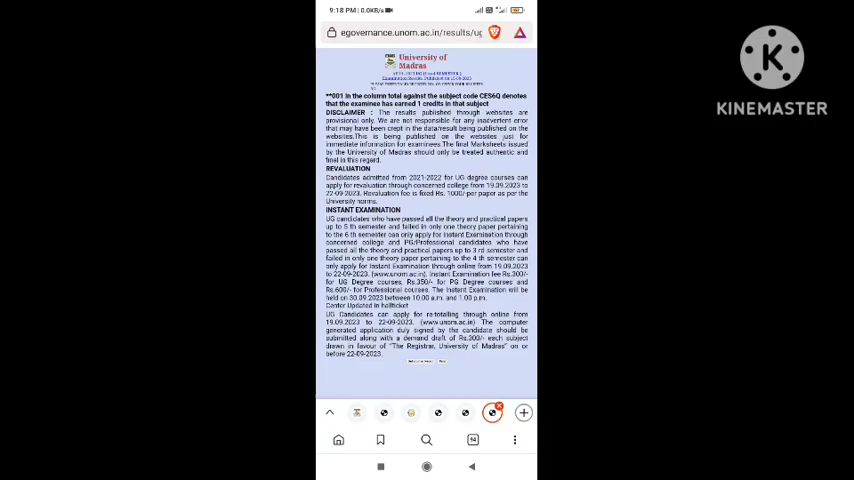 9:18 PM | 0.0KB/s
egovernance.unom.ac.in/results/ug
University of
Madras
**001 in the column total against the subject code CES6Q denotes
that the examinee has earned 1 credits in that subject
DISCLAIMER : The results published through websites are
provisional only. We are not responsible for any inadvertent error
that may have been crept in the data/result being published on the
websites.This is being published on the websites just for
immediate information for examinees.The final Marksheets issued
by the University of Madras should only be treated authentic and
final in this regard.
REVALUATION
Candidates admitted from 2021-2022 for UG degree courses can
apply for revaluation through concerned college from 19.09.2023 to
22-09-2023. Revaluation fee is fixed Rs. 1000/-per paper as per the
University norms.
INSTANT EXAMINATION
UG candidates who have passed all the theory and practical papers
up to 5 th semester and failed in only one theory paper pertaining
to the 6 th semester can only apply for Instant Examination through
concerned college and PG/Professional candidates who have
passed all the theory and practical papers up to 3 rd semester and
failed in only one theory paper pertaining to the 4 th semester can
only apply for Instant Examination through online from 19.09.2023
to 22-09-2023. (www.unom.ac.in). Instant Examination fee Rs.300/-
for UG Degree courses, Rs.350/- for PG Degree courses and
Rs.600/- for Professional courses. The Instant Examination will be
held on 30.09.2023 between 10.00 a.m. and 1.00 p.m.
Center Updated in hallticket
UG Candidates can apply for re-totalling through online from
19.09.2023 to 22-09-2023. (www.unom.ac.in) The computer
generated application duly signed by the candidate should be
submitted along with a demand draft of Rs.300/- each subject
drawn in favour of "The Registrar, University of Madras" on or
before 22-09-2023.
94
KINEMASTER